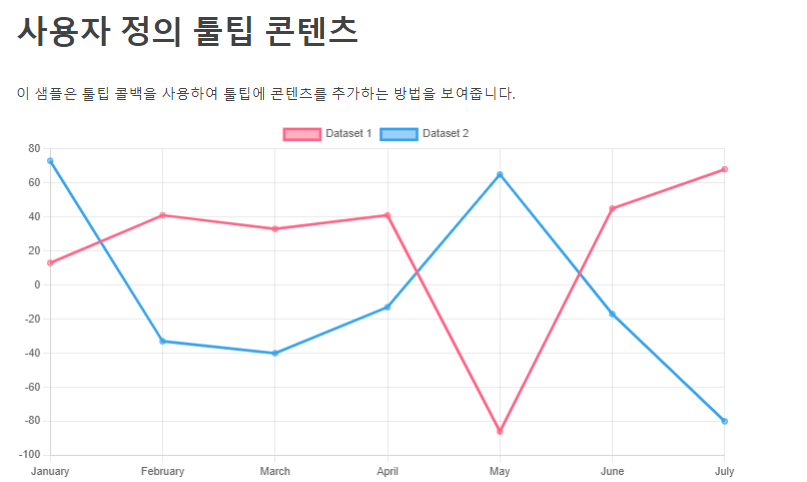 사용자 정의 툴팁 콘텐츠
이 샘플은 툴팁 콜백을 사용하여 툴팁에 콘텐츠를 추가하는 방법을 보여줍니다.
Dataset 1 Dataset 2
80
60
40
20
0
-20
-40
-60
-80
-100
January February March April May June July